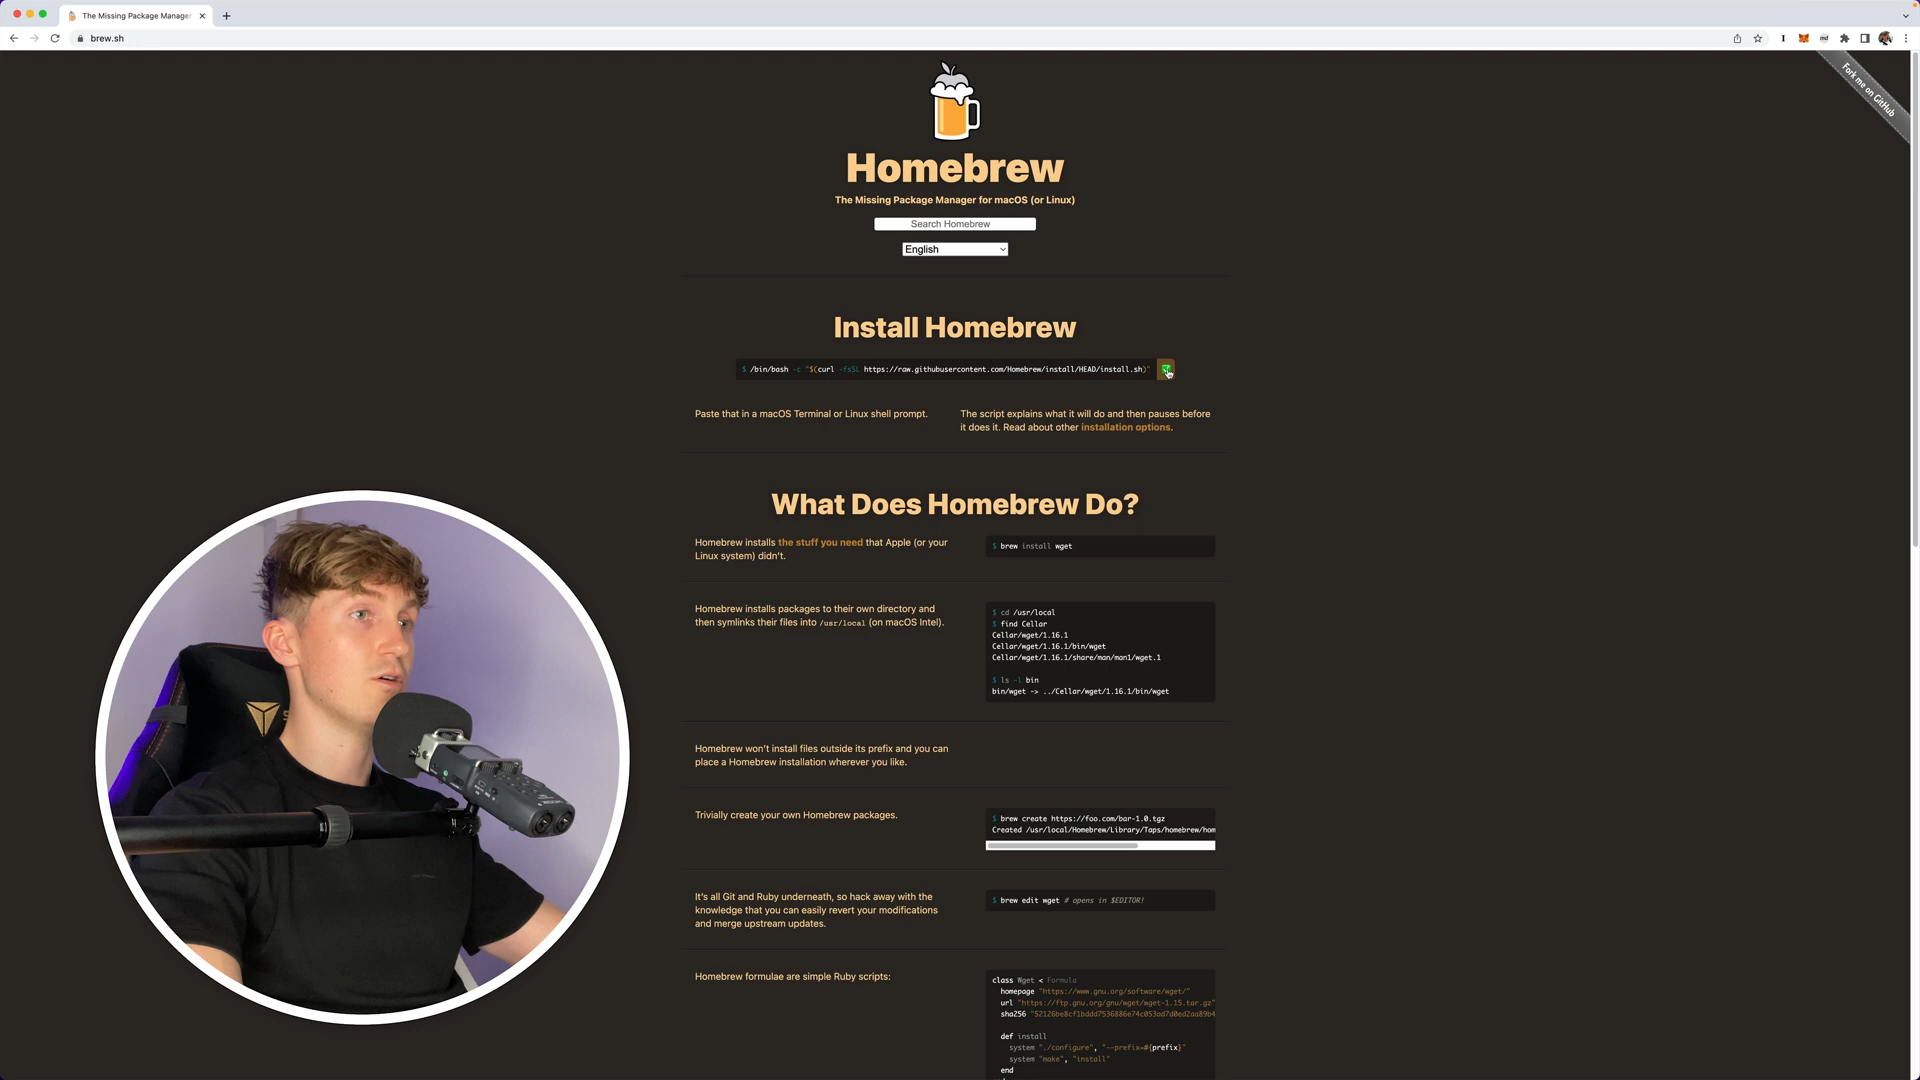 The Missing Package Manager
brew.sh
Fork me on GitHub
Homebrew
The Missing Package Manager for macOS (or Linux)
Search Homebrew
English
Install Homebrew
$ /bin/bash -c "$(curl -fsSL https://raw.githubusercontent.com/Homebrew/install/HEAD/install.sh)"
Paste that in a macOS Terminal or Linux shell prompt.
The script explains what it will do and then pauses before
it does it. Read about other installation options.
What Does Homebrew Do?
Homebrew installs the stuff you need that Apple (or your
Linux system) didn't.
$ brew install wget
Homebrew installs packages to their own directory and
then symlinks their files into /usr/local (on macOS Intel).
$ cd /usr/local
$ find Cellar
Cellar/wget/1.16.1
Cellar/wget/1.16.1/bin/wget
Cellar/wget/1.16.1/share/man/man1/wget.1
$ ls -l bin
bin/wget -> ../Cellar/wget/1.16.1/bin/wget
Homebrew won't install files outside its prefix and you can
place a Homebrew installation wherever you like.
Trivially create your own Homebrew packages.
$ brew create https://foo.com/bar-1.0.tgz
Created /usr/local/Homebrew/Library/Taps/homebrew/hom
It's all Git and Ruby underneath, so hack away with the
knowledge that you can easily revert your modifications
and merge upstream updates.
$ brew edit wget # opens in $EDITOR!
Homebrew formulae are simple Ruby scripts:
class Wget < Formula
homepage "https://www.gnu.org/software/wget/"
url "https://ftp.gnu.org/gnu/wget/wget-1.15.tar.gz"
sha256 "52126be8cf1bddd7536886e74c053ad7d0ed2aa89b4
def install
system "./configure", "--prefix=#{prefix}"
system "make", "install"
end